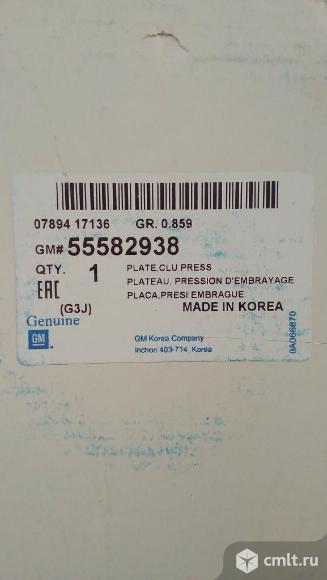 07894 17136 GR. 0.859
GM# 55582938
QTY. 1
PLATE,CLU PRESS
PLATEAU, PRESSION D'EMBRAYAGE
PLACA,PRESI EMBRAGUE
EAC
(G3J)
MADE IN KOREA
Genuine
GM
GM Korea Company
Inchon 403-714, Korea
0A068870
cmlt.ru